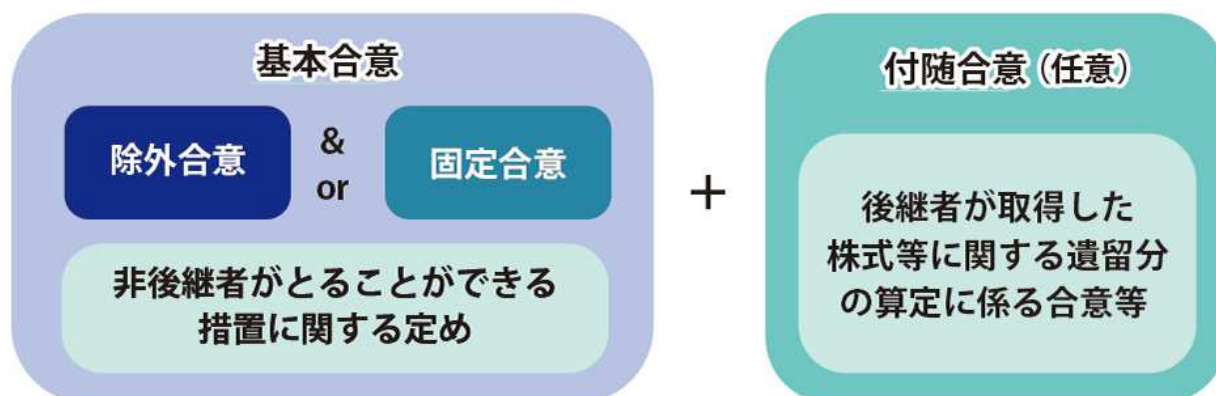 基本合意
除外合意
&
or
固定合意
非後継者がとることができる
措置に関する定め
+
付随合意（任意）
後継者が取得した
株式等に関する遺留分
の算定に係る合意等